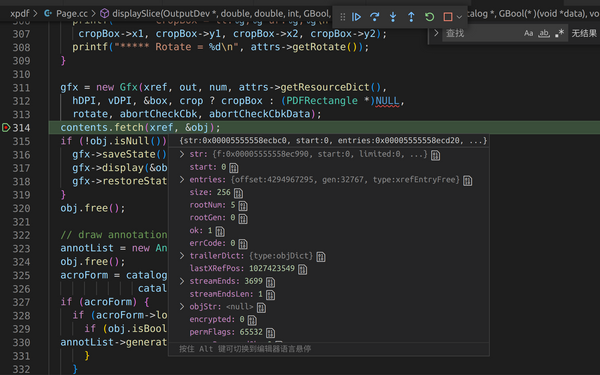 xpdf > Page.cc > displaySlice(OutputDev *, double, double, int, GBool,
atalog *, GBool(* )(void *data), vo
查找
Aa
ab
.*
无结果
307 cropBox->x1, cropBox->y1, cropBox->x2, cropBox->y2);
308 printf("***** Rotate = %d\n", attrs->getRotate());
309 }
310
311 gfx = new Gfx(xref, out, num, attrs->getResourceDict(),
312 hDPI, vDPI, &box, crop ? cropBox : (PDFRectangle *)NULL,
313 rotate, abortCheckCbk, abortCheckCbkData);
314 contents.fetch(xref, &obj);
315 if (!obj.isNull())
316 gfx->saveState()
317 gfx->display(&ob
318 gfx->restoreStat
319 }
320 obj.free();
321
322 // draw annotation
323 annotList = new An
324 obj.free();
325 acroForm = catalog
326 catal
327 if (acroForm) {
328 if (acroForm->lo
329 if (obj.isBool
330 annotList->generat
331 }
332 }
{str:0x00005555558ecbc0, start:0, entries:0x00005555558ecd20, ...}
str: {f:0x00005555558ec990, start:0, limited:0, ...}
start: 0
entries: {offset:4294967295, gen:32767, type:xrefEntryFree}
size: 256
rootNum: 5
rootGen: 0
ok: 1
errCode: 0
trailerDict: {type:objDict}
lastXRefPos: 1027423549
streamEnds: 3699
streamEndsLen: 1
objStr: <null>
encrypted: 0
permFlags: 65532
按住 Alt 键可切换到编辑器语言悬停